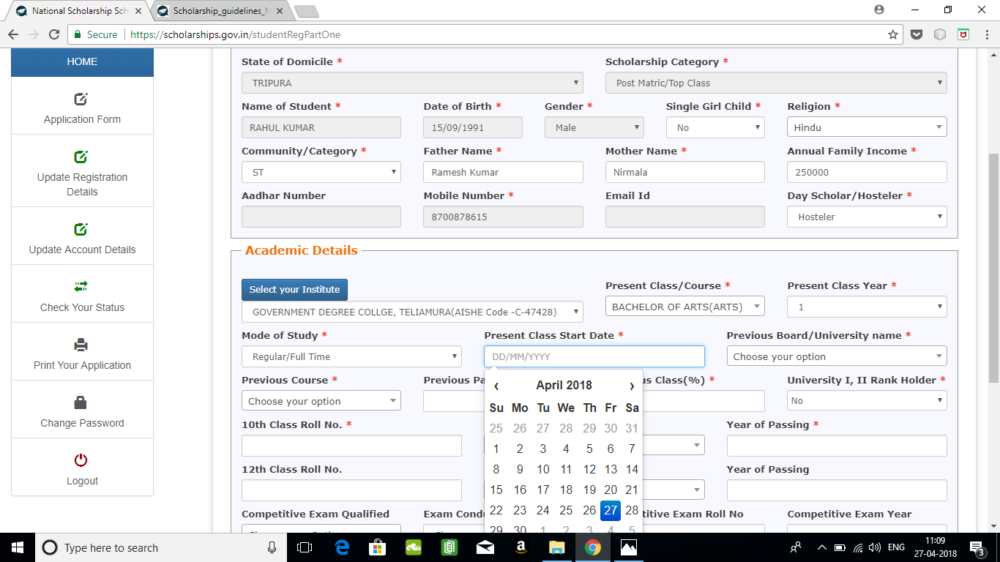 National Scholarship Sch
Scholarship_guidelines_N
Secure https://scholarships.gov.in/studentRegPartOne
HOME
Application Form
Update Registration
Details
Update Account Details
Check Your Status
Print Your Application
Change Password
Logout
State of Domicile * Scholarship Category *
TRIPURA Post Matric/Top Class
Name of Student * Date of Birth * Gender * Single Girl Child * Religion *
RAHUL KUMAR 15/09/1991 Male No Hindu
Community/Category * Father Name * Mother Name * Annual Family Income *
ST Ramesh Kumar Nirmala 250000
Aadhar Number Mobile Number * Email Id Day Scholar/Hosteler *
8700878615 Hosteler
Academic Details
Select your Institute Present Class/Course * Present Class Year *
GOVERNMENT DEGREE COLLGE, TELIAMURA(AISHE Code -C-47428) BACHELOR OF ARTS(ARTS) 1
Mode of Study * Present Class Start Date * Previous Board/University name *
Regular/Full Time DD/MM/YYYY Choose your option
Previous Course * Previous Pa us Class(%) * University I, II Rank Holder *
Choose your option No
10th Class Roll No. * Year of Passing *
12th Class Roll No. Year of Passing
Competitive Exam Qualified Exam Condu etitive Exam Roll No Competitive Exam Year
‹ April 2018 ›
Su Mo Tu We Th Fr Sa
25 26 27 28 29 30 31
1 2 3 4 5 6 7
8 9 10 11 12 13 14
15 16 17 18 19 20 21
22 23 24 25 26 27 28
29 30 1 2 3 4 5
Type here to search
ENG
11:09
27-04-2018
3